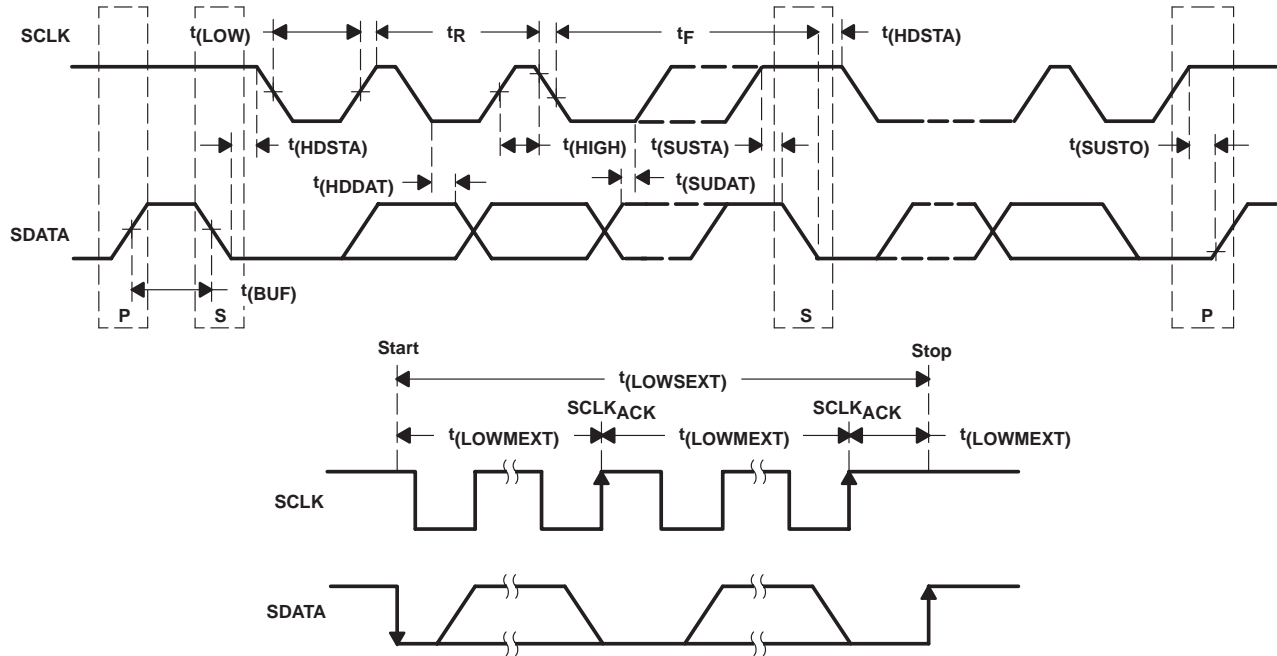 SCLK t(LOW) tR tF t(HDSTA)
t(HDSTA) t(HIGH) t(SUSTA) t(SUSTO)
t(HDDAT) t(SUDAT)
SDATA
t(BUF)
P S S P
Start Stop
t(LOWSEXT)
SCLKACK SCLKACK
t(LOWMEXT) t(LOWMEXT) t(LOWMEXT)
SCLK
SDATA